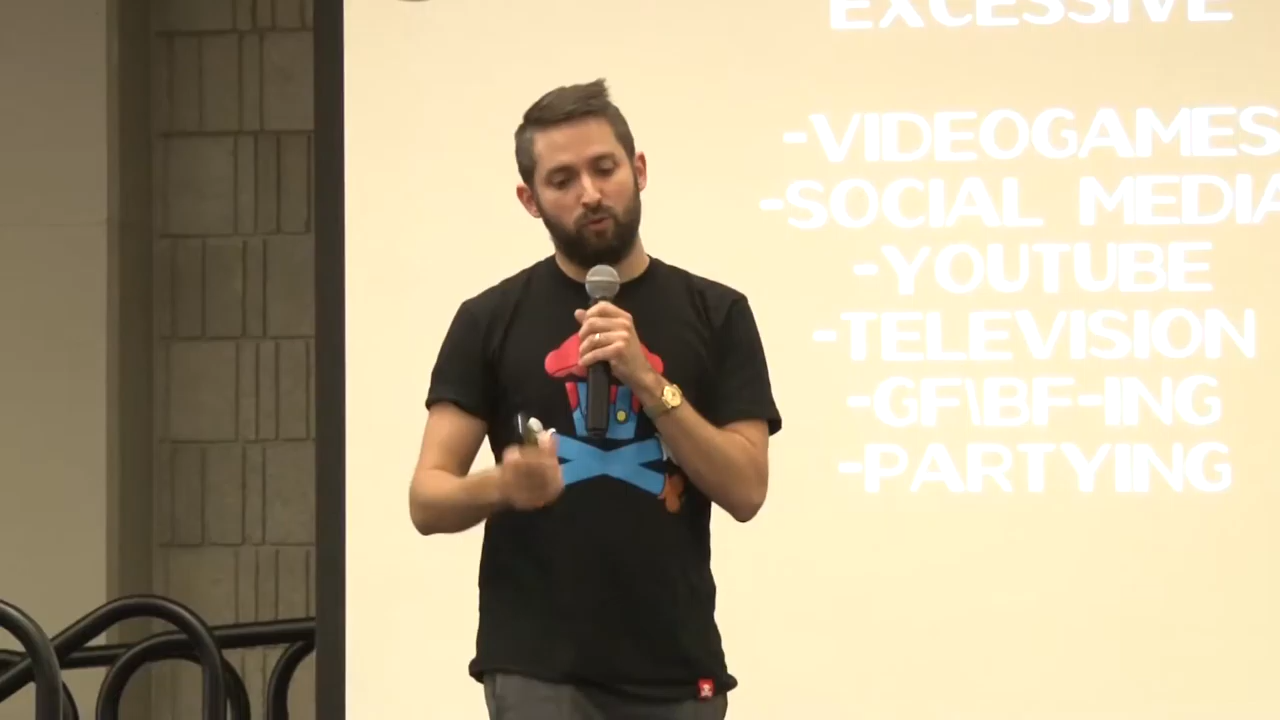 EXCESSIVE
-VIDEOGAMES
-SOCIAL MEDIA
-YOUTUBE
-TELEVISION
-GF\BF-ING
-PARTYING